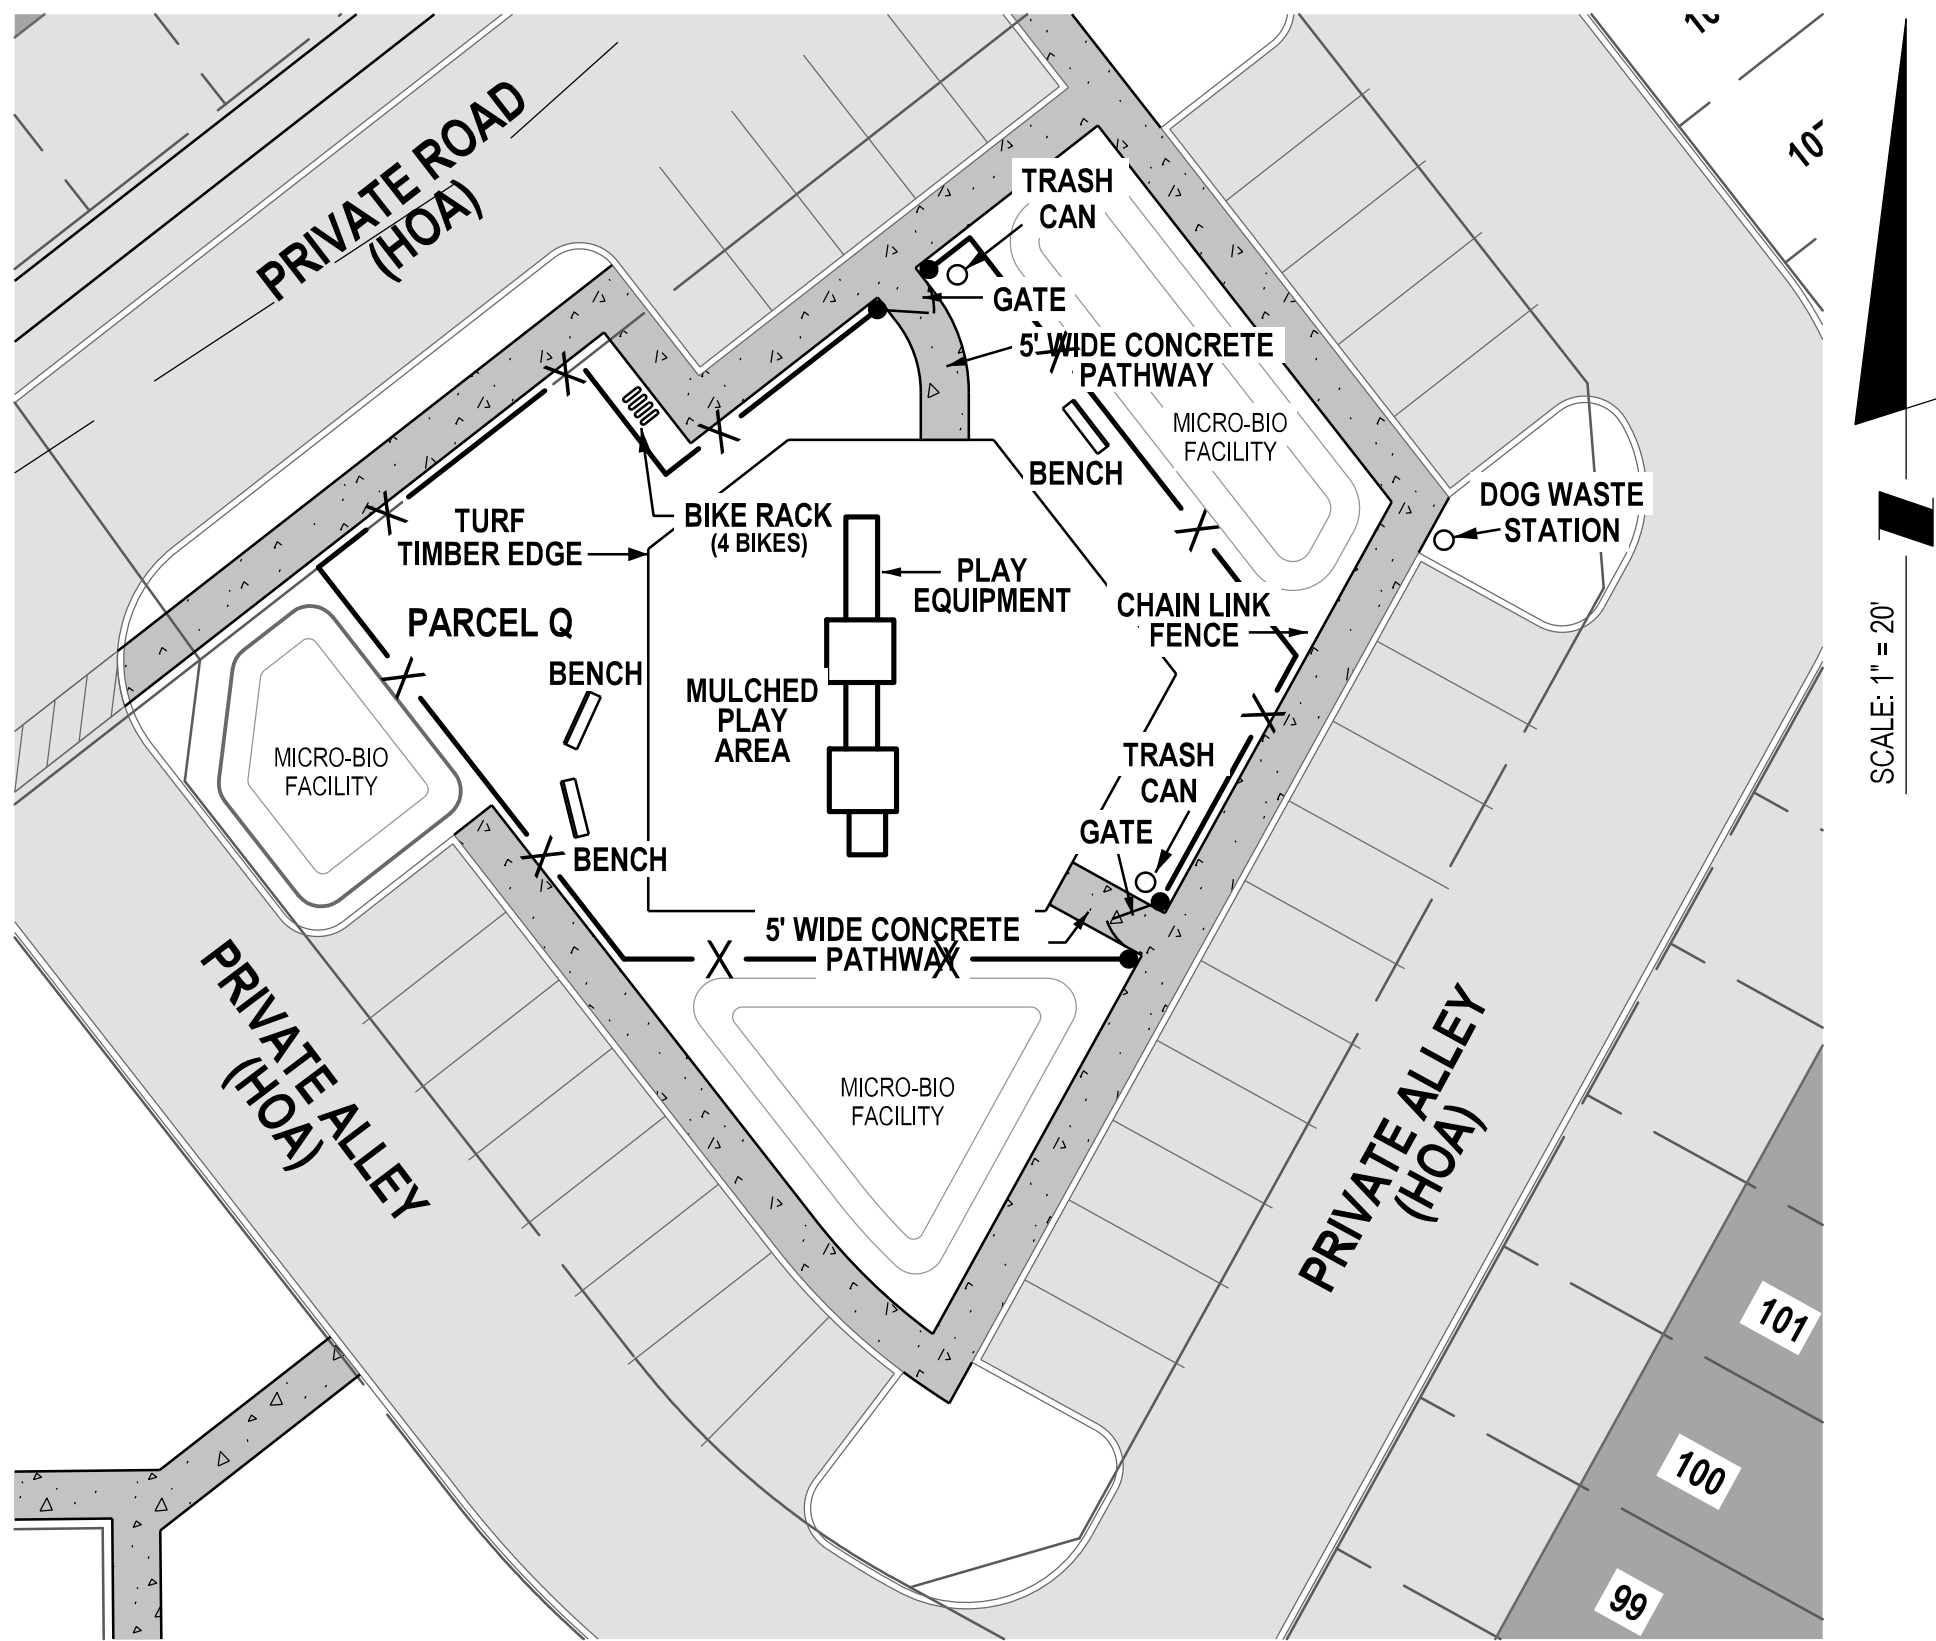 PRIVATE ROAD
(HOA)
TRASH
CAN
GATE
5' WIDE CONCRETE
PATHWAY
MICRO-BIO
FACILITY
BENCH
DOG WASTE
STATION
TURF
TIMBER EDGE
BIKE RACK
(4 BIKES)
PLAY
EQUIPMENT
CHAIN LINK
FENCE
PARCEL Q
BENCH
MULCHED
PLAY
AREA
MICRO-BIO
FACILITY
TRASH
CAN
GATE
BENCH
5' WIDE CONCRETE
PATHWAY
MICRO-BIO
FACILITY
PRIVATE ALLEY
(HOA)
PRIVATE ALLEY
(HOA)
101
100
99
SCALE: 1" = 20'